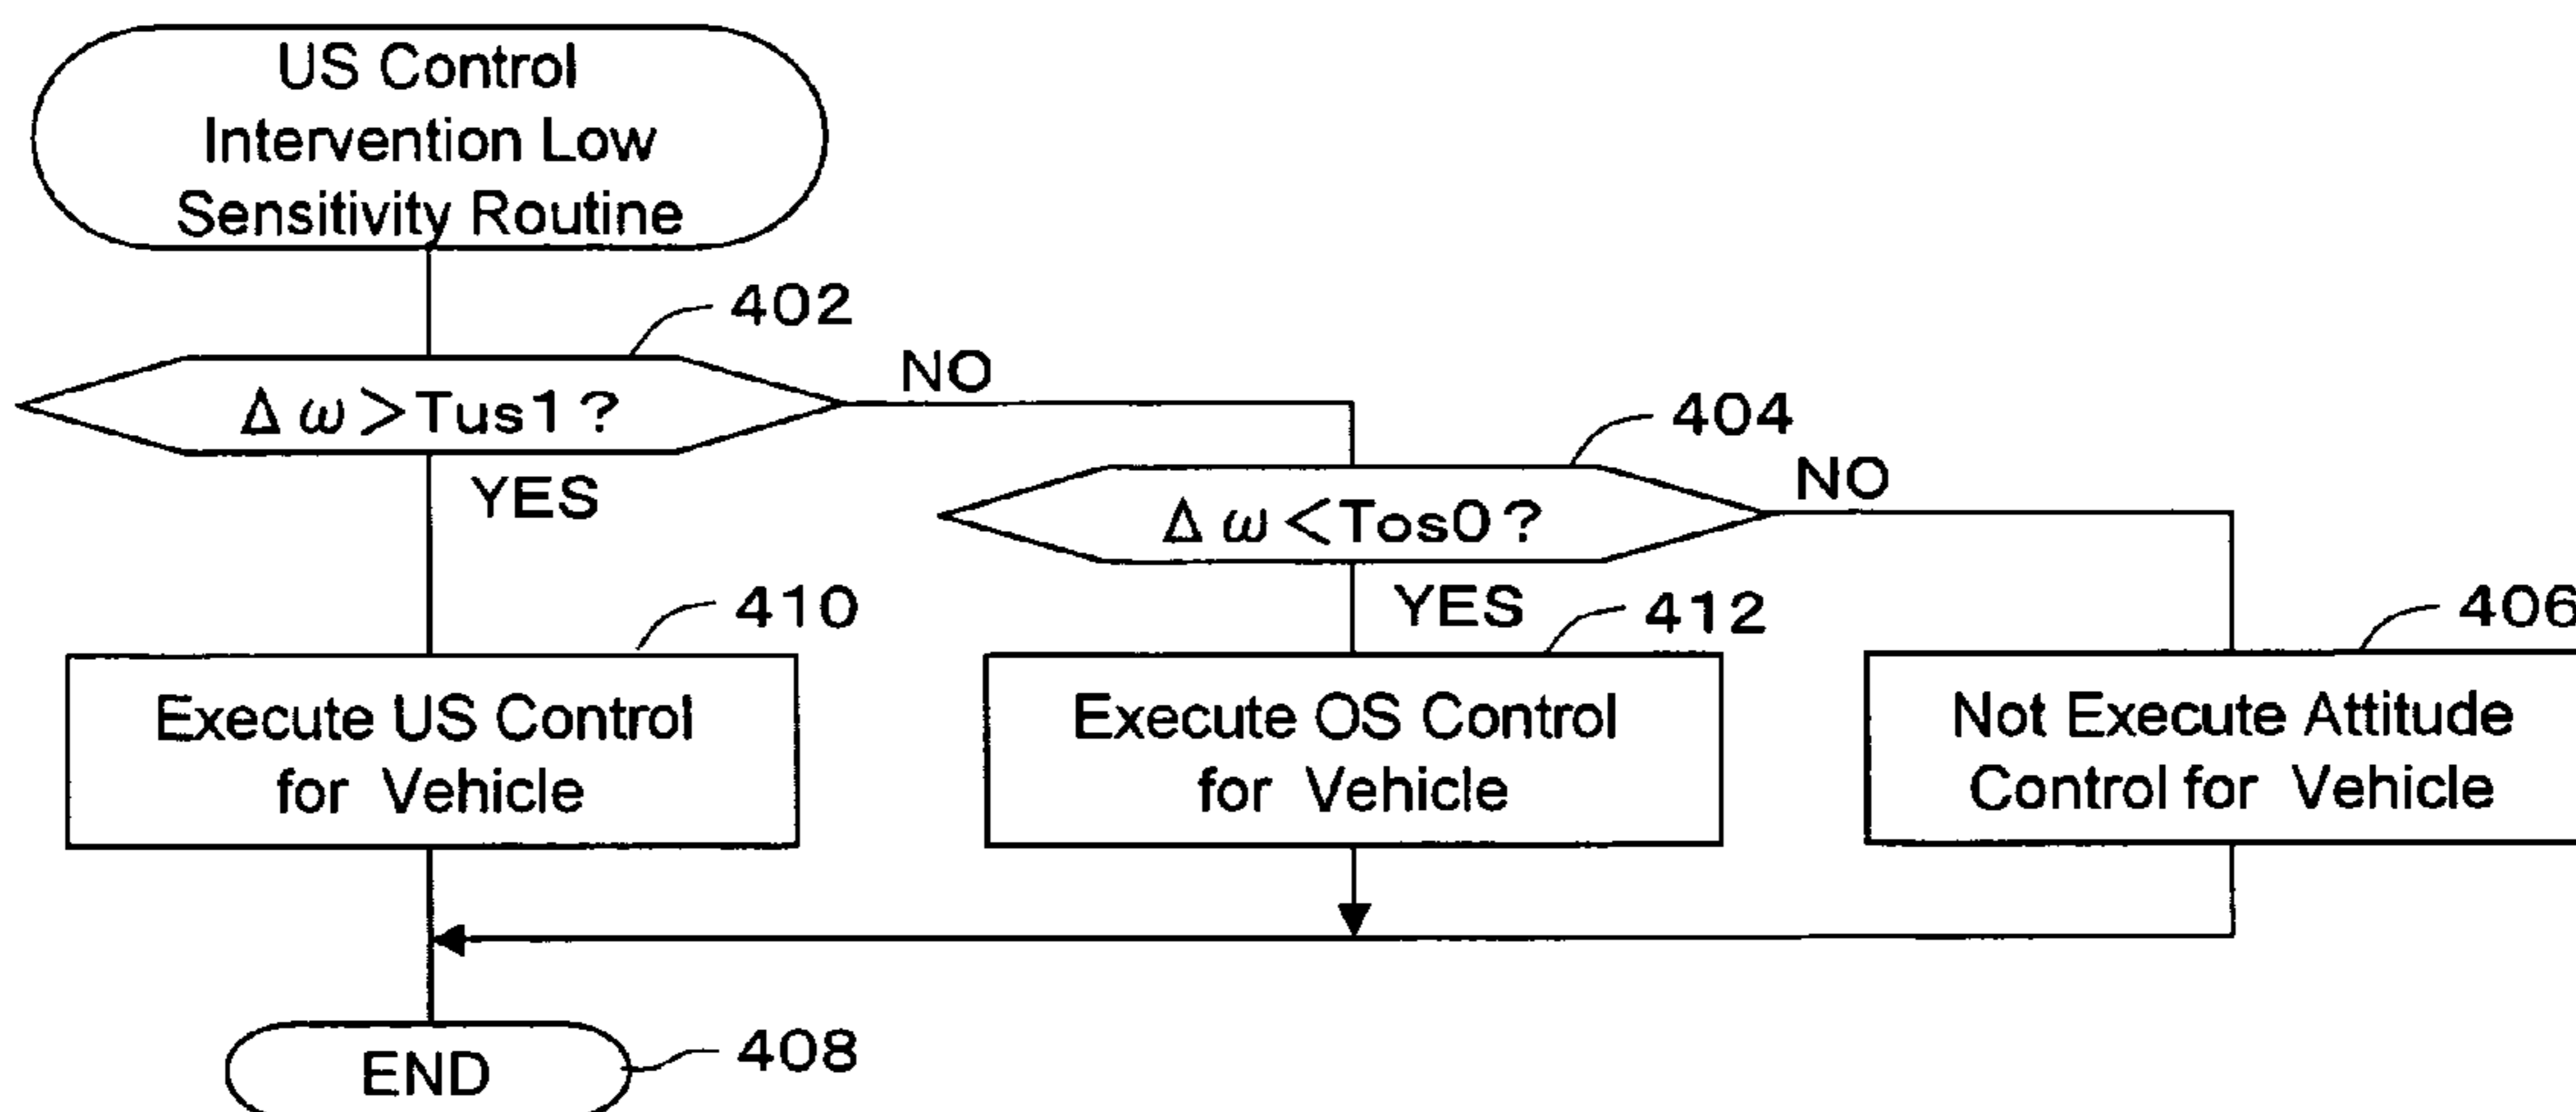 US Control
Intervention Low
Sensitivity Routine
402
Δω>Tus1?
NO
YES
404
Δω<Tos0?
NO
YES
410
Execute US Control
for Vehicle
412
Execute OS Control
for Vehicle
406
Not Execute Attitude
Control for Vehicle
END
408